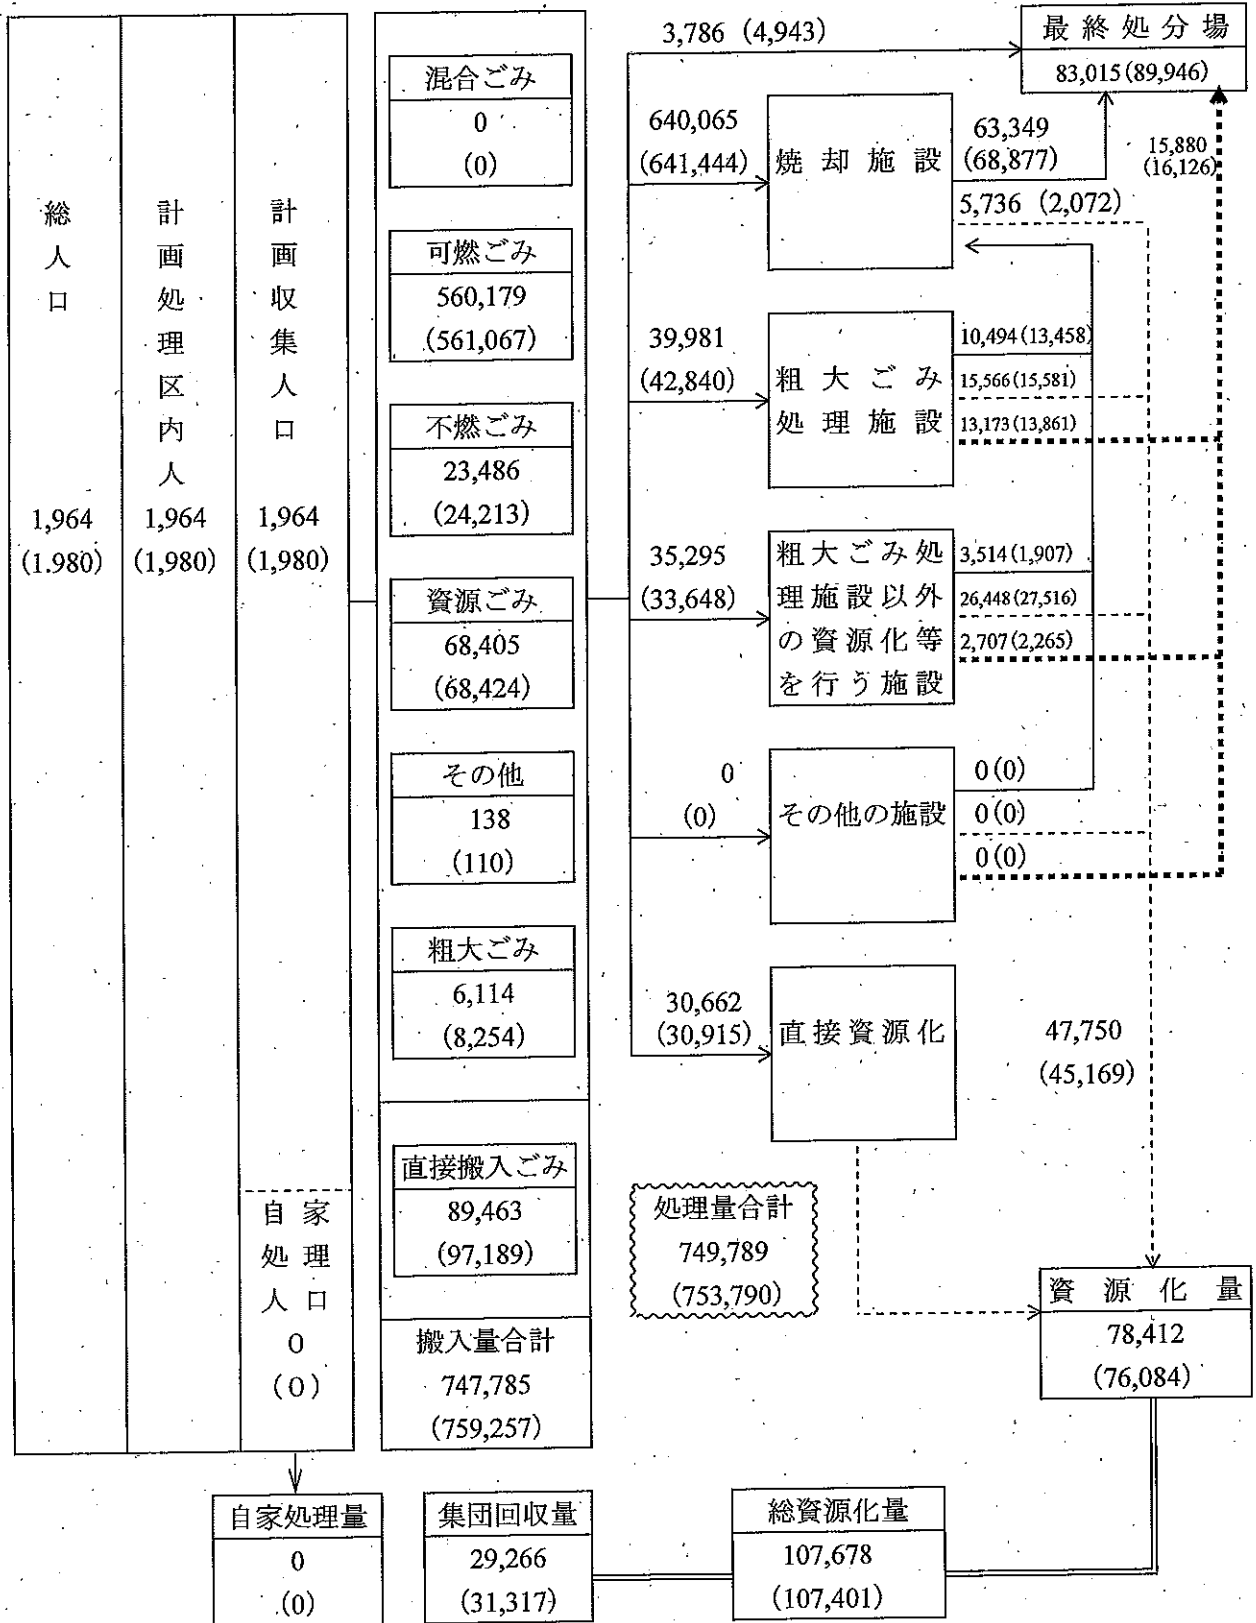 総人口
1,964
(1.980)
計画処理区内人
1,964
(1,980)
計画収集人口
1,964
(1,980)
自家
処理
人口
0
(0)
自家処理量
0
(0)
混合ごみ
0
(0)
可燃ごみ
560,179
(561,067)
不燃ごみ
23,486
(24,213)
資源ごみ
68,405
(68,424)
その他
138
(110)
粗大ごみ
6,114
(8,254)
直接搬入ごみ
89,463
(97,189)
搬入量合計
747,785
(759,257)
3,786 (4,943)
最終処分場
83,015(89,946)
640,065
(641,444)
焼却施設
63,349
(68,877)
5,736 (2,072)
15,880
(16,126)
39,981
(42,840)
粗大ごみ
処理施設
10,494(13,458)
15,566(15,581)
13,173(13,861)
35,295
(33,648)
粗大ごみ処
理施設以外
の資源化等
を行う施設
3,514(1,907)
26,448(27,516)
2,707(2,265)
0
(0)
その他の施設
0(0)
0(0)
0(0)
30,662
(30,915)
直接資源化
47,750
(45,169)
処理量合計
749,789
(753,790)
資源化量
78,412
(76,084)
集団回収量
29,266
(31,317)
総資源化量
107,678
(107,401)